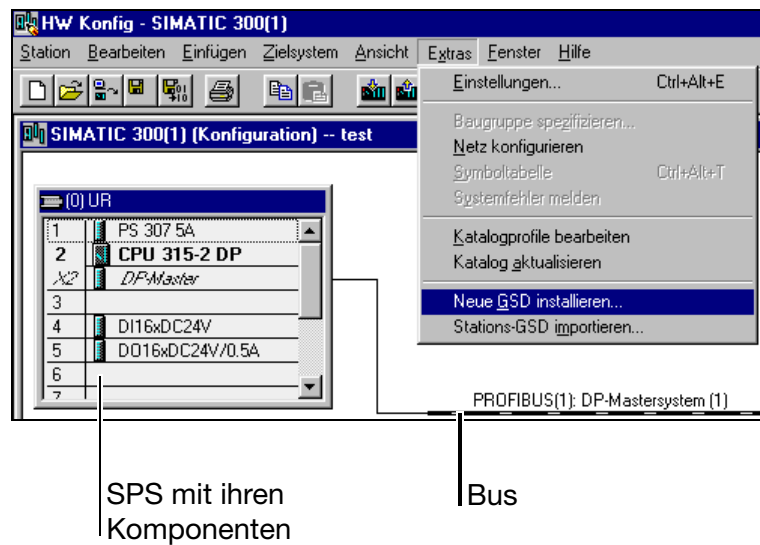 HW Konfig - SIMATIC 300(1)
Station Bearbeiten Einfügen Zielsystem Ansicht Extras Fenster Hilfe
SIMATIC 300(1) (Konfiguration) -- test
Einstellungen... Ctrl+Alt+E
Baugruppe spezifizieren...
Netz konfigurieren
Symboltabelle Ctrl+Alt+T
Systemfehler melden
Katalogprofile bearbeiten
Katalog aktualisieren
Neue GSD installieren...
Stations-GSD importieren...
(0) UR
1 PS 307 5A
2 CPU 315-2 DP
X2 DP-Master
3
4 DI16xDC24V
5 DO16xDC24V/0.5A
6
7
PROFIBUS(1): DP-Mastersystem (1)
SPS mit ihren
Komponenten
Bus